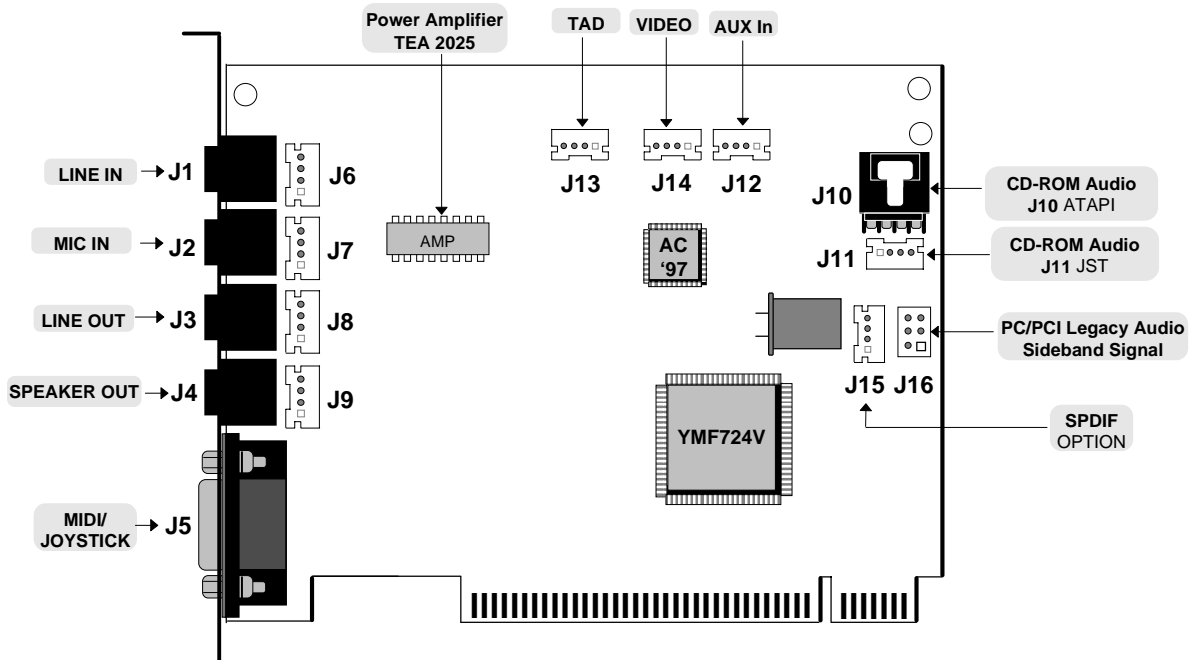 Power Amplifier
TEA 2025
TAD
VIDEO
AUX In
LINE IN
J1
J6
J13
J14
J12
J10
CD-ROM Audio
J10 ATAPI
MIC IN
J2
J7
AMP
AC
‘97
J11
CD-ROM Audio
J11 JST
LINE OUT
J3
J8
PC/PCI Legacy Audio
Sideband Signal
SPEAKER OUT
J4
J9
J15
J16
YMF724V
SPDIF
OPTION
MIDI/
JOYSTICK
J5